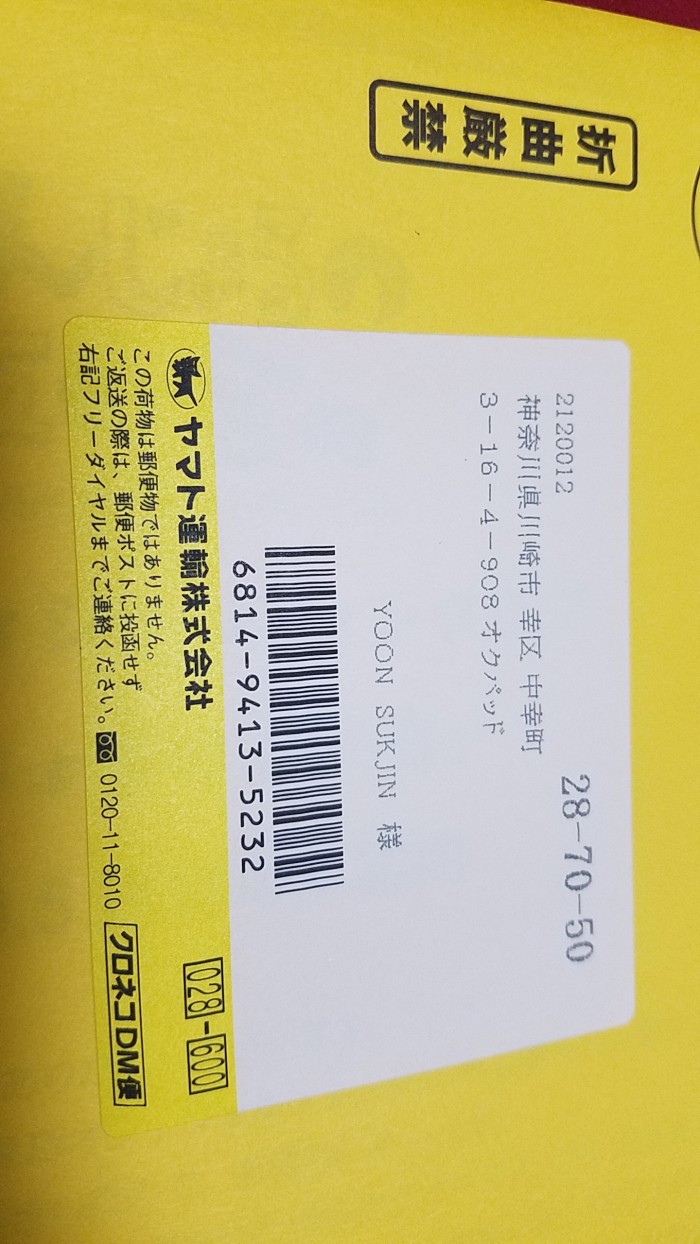 折曲厳禁
2120012
28-70-50
神奈川県川崎市 幸区 中幸町
3-16-4-908 オクパッド
YOON SUKJIN 様
6814-9413-5232
ヤマト運輸株式会社
028-600
この荷物は郵便物ではありません。
ご返送の際は、郵便ポストに投函せず
右記フリーダイヤルまでご連絡ください。
0120-11-8010
クロネコDM便